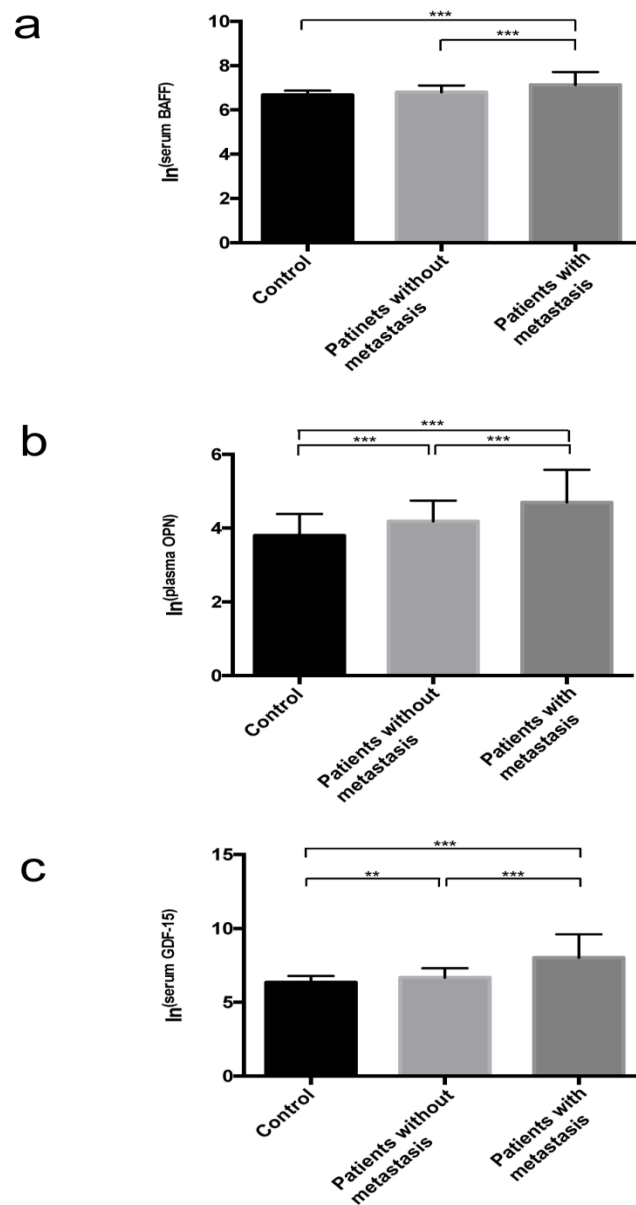 a
***
***
10
8
6
4
2
0
ln(serum BAFF)
Control
Patinets without
metastasis
Patients with
metastasis
b
***
***
***
6
4
2
0
ln(plasma OPN)
Control
Patients without
metastasis
Patients with
metastasis
c
***
**
***
15
10
5
0
ln(serum GDF-15)
Control
Patients without
metastasis
Patients with
metastasis